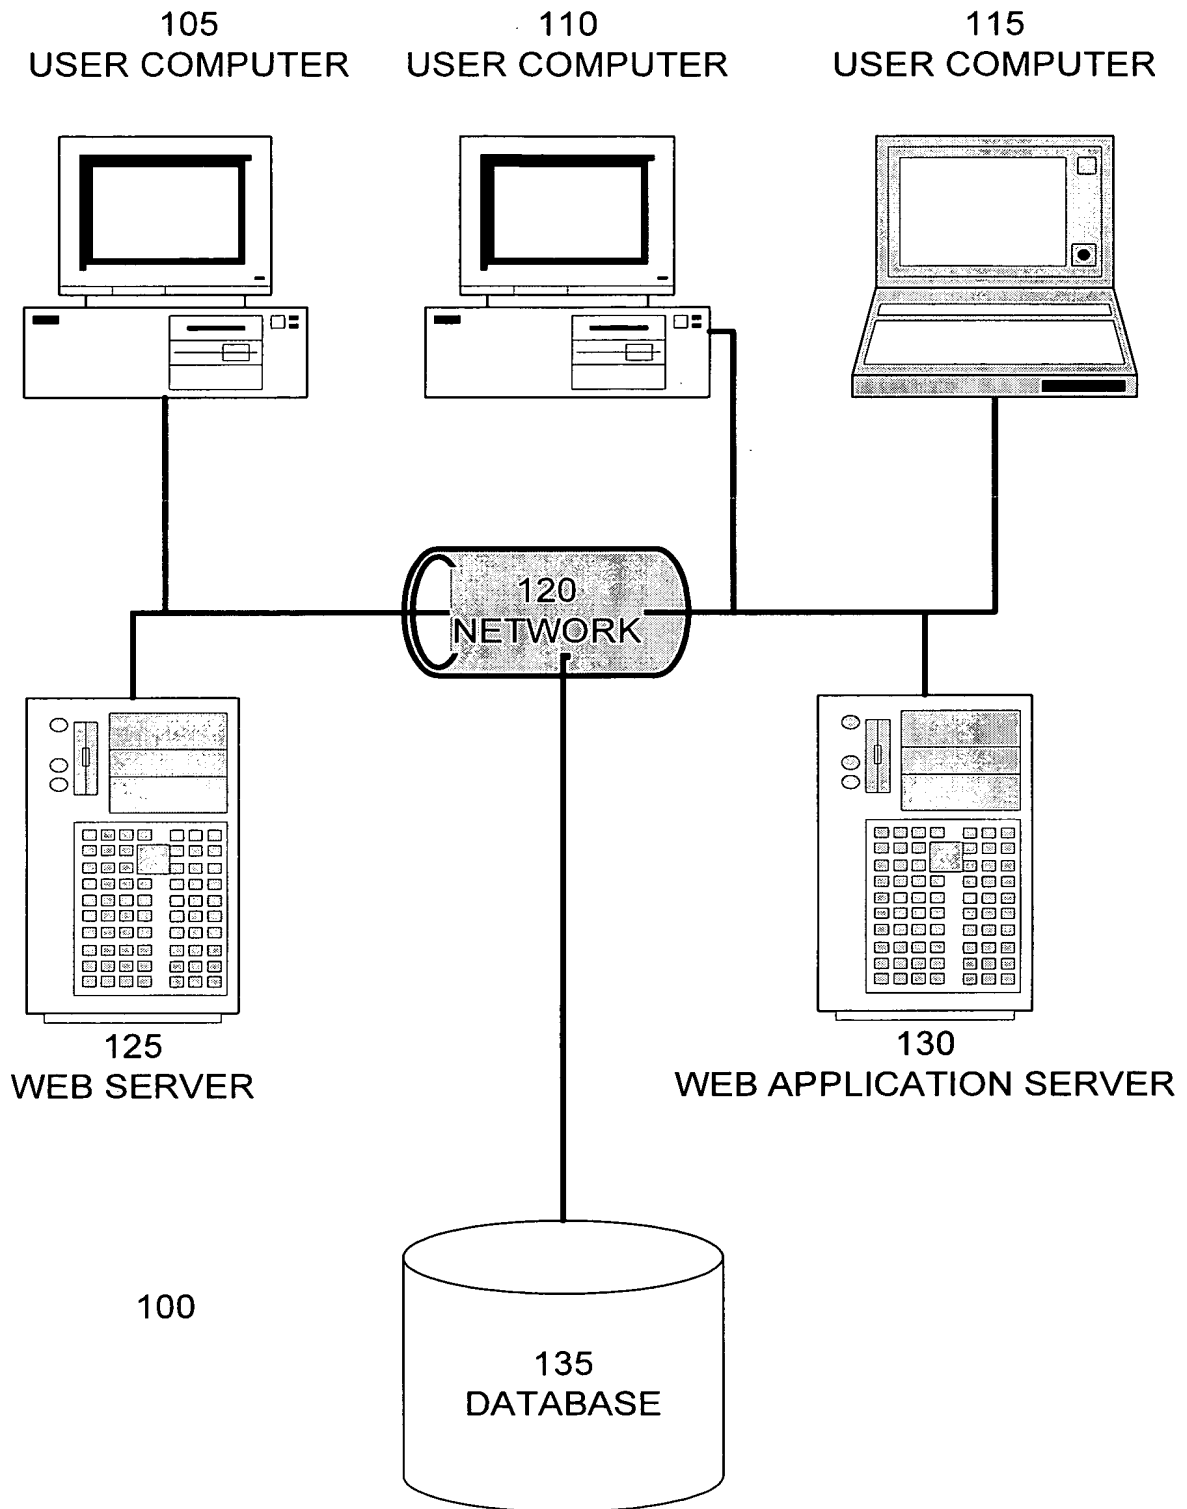 105
USER COMPUTER
110
USER COMPUTER
115
USER COMPUTER
120
NETWORK
125
WEB SERVER
130
WEB APPLICATION SERVER
100
135
DATABASE